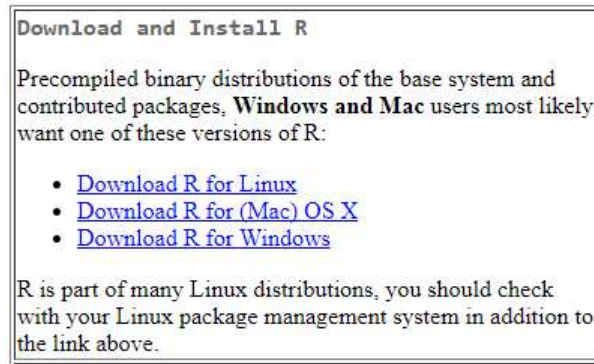 Download and Install R
Precompiled binary distributions of the base system and
contributed packages, Windows and Mac users most likely
want one of these versions of R:
• Download R for Linux
• Download R for (Mac) OS X
• Download R for Windows
R is part of many Linux distributions, you should check
with your Linux package management system in addition to
the link above.